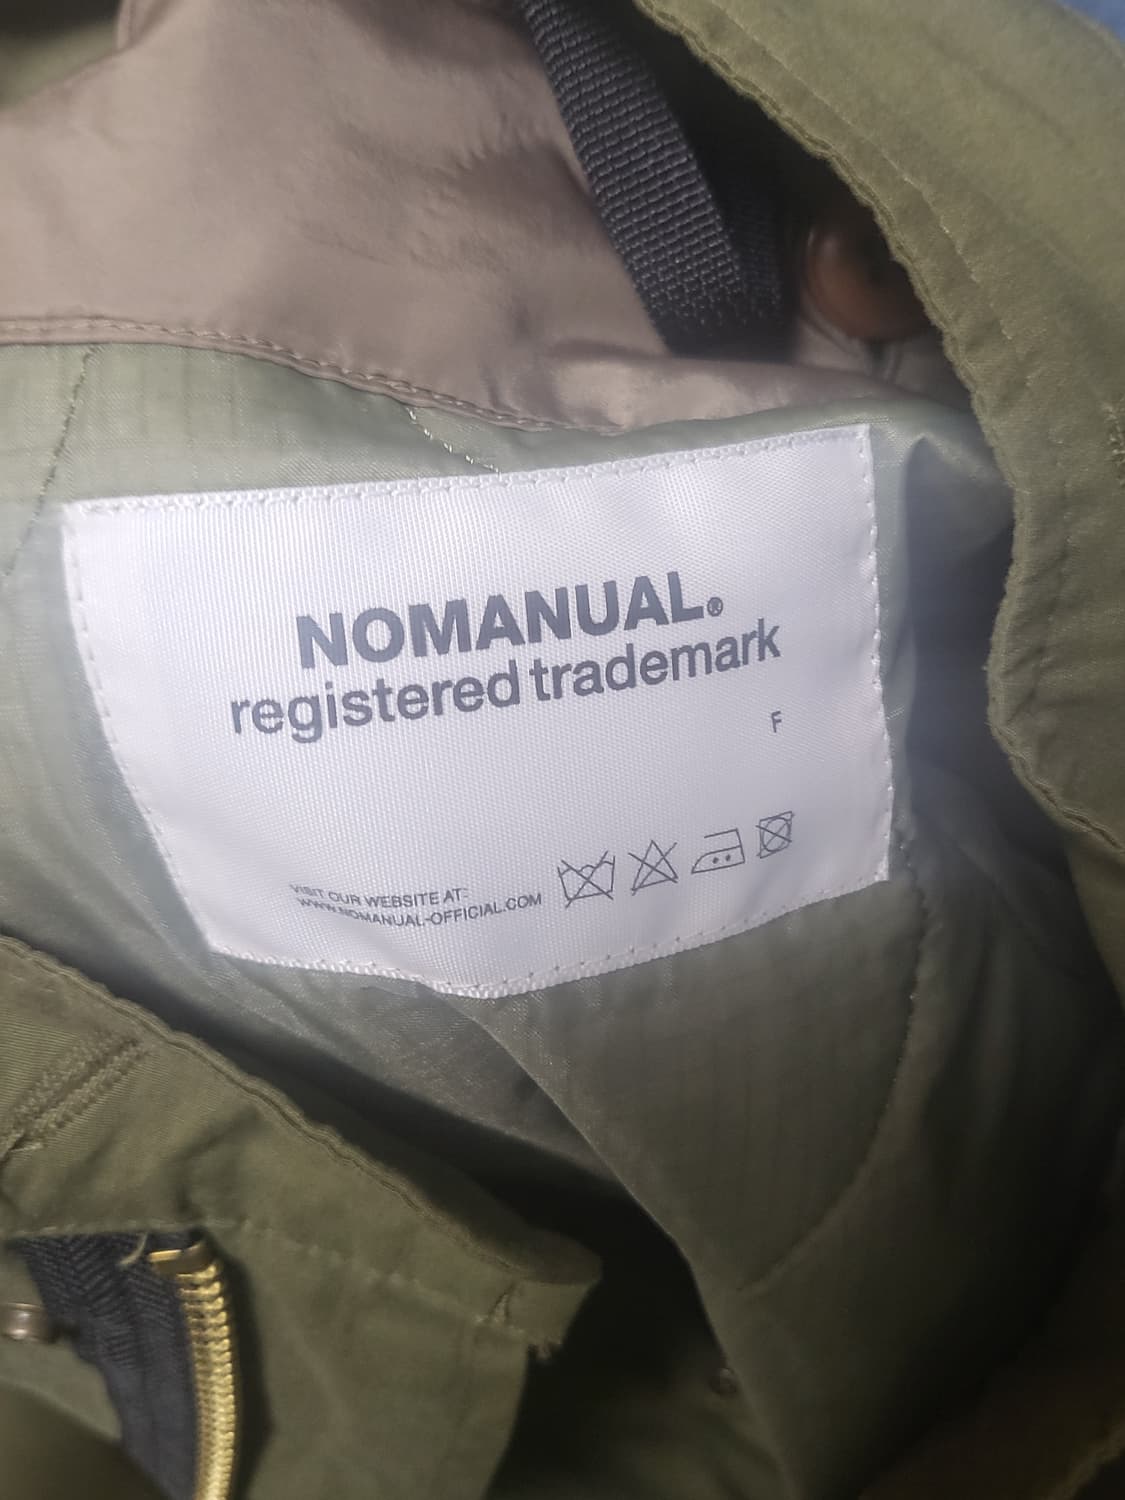 NOMANUAL®
registered trademark
F
VISIT OUR WEBSITE AT:
WWW.NOMANUAL-OFFICIAL.COM